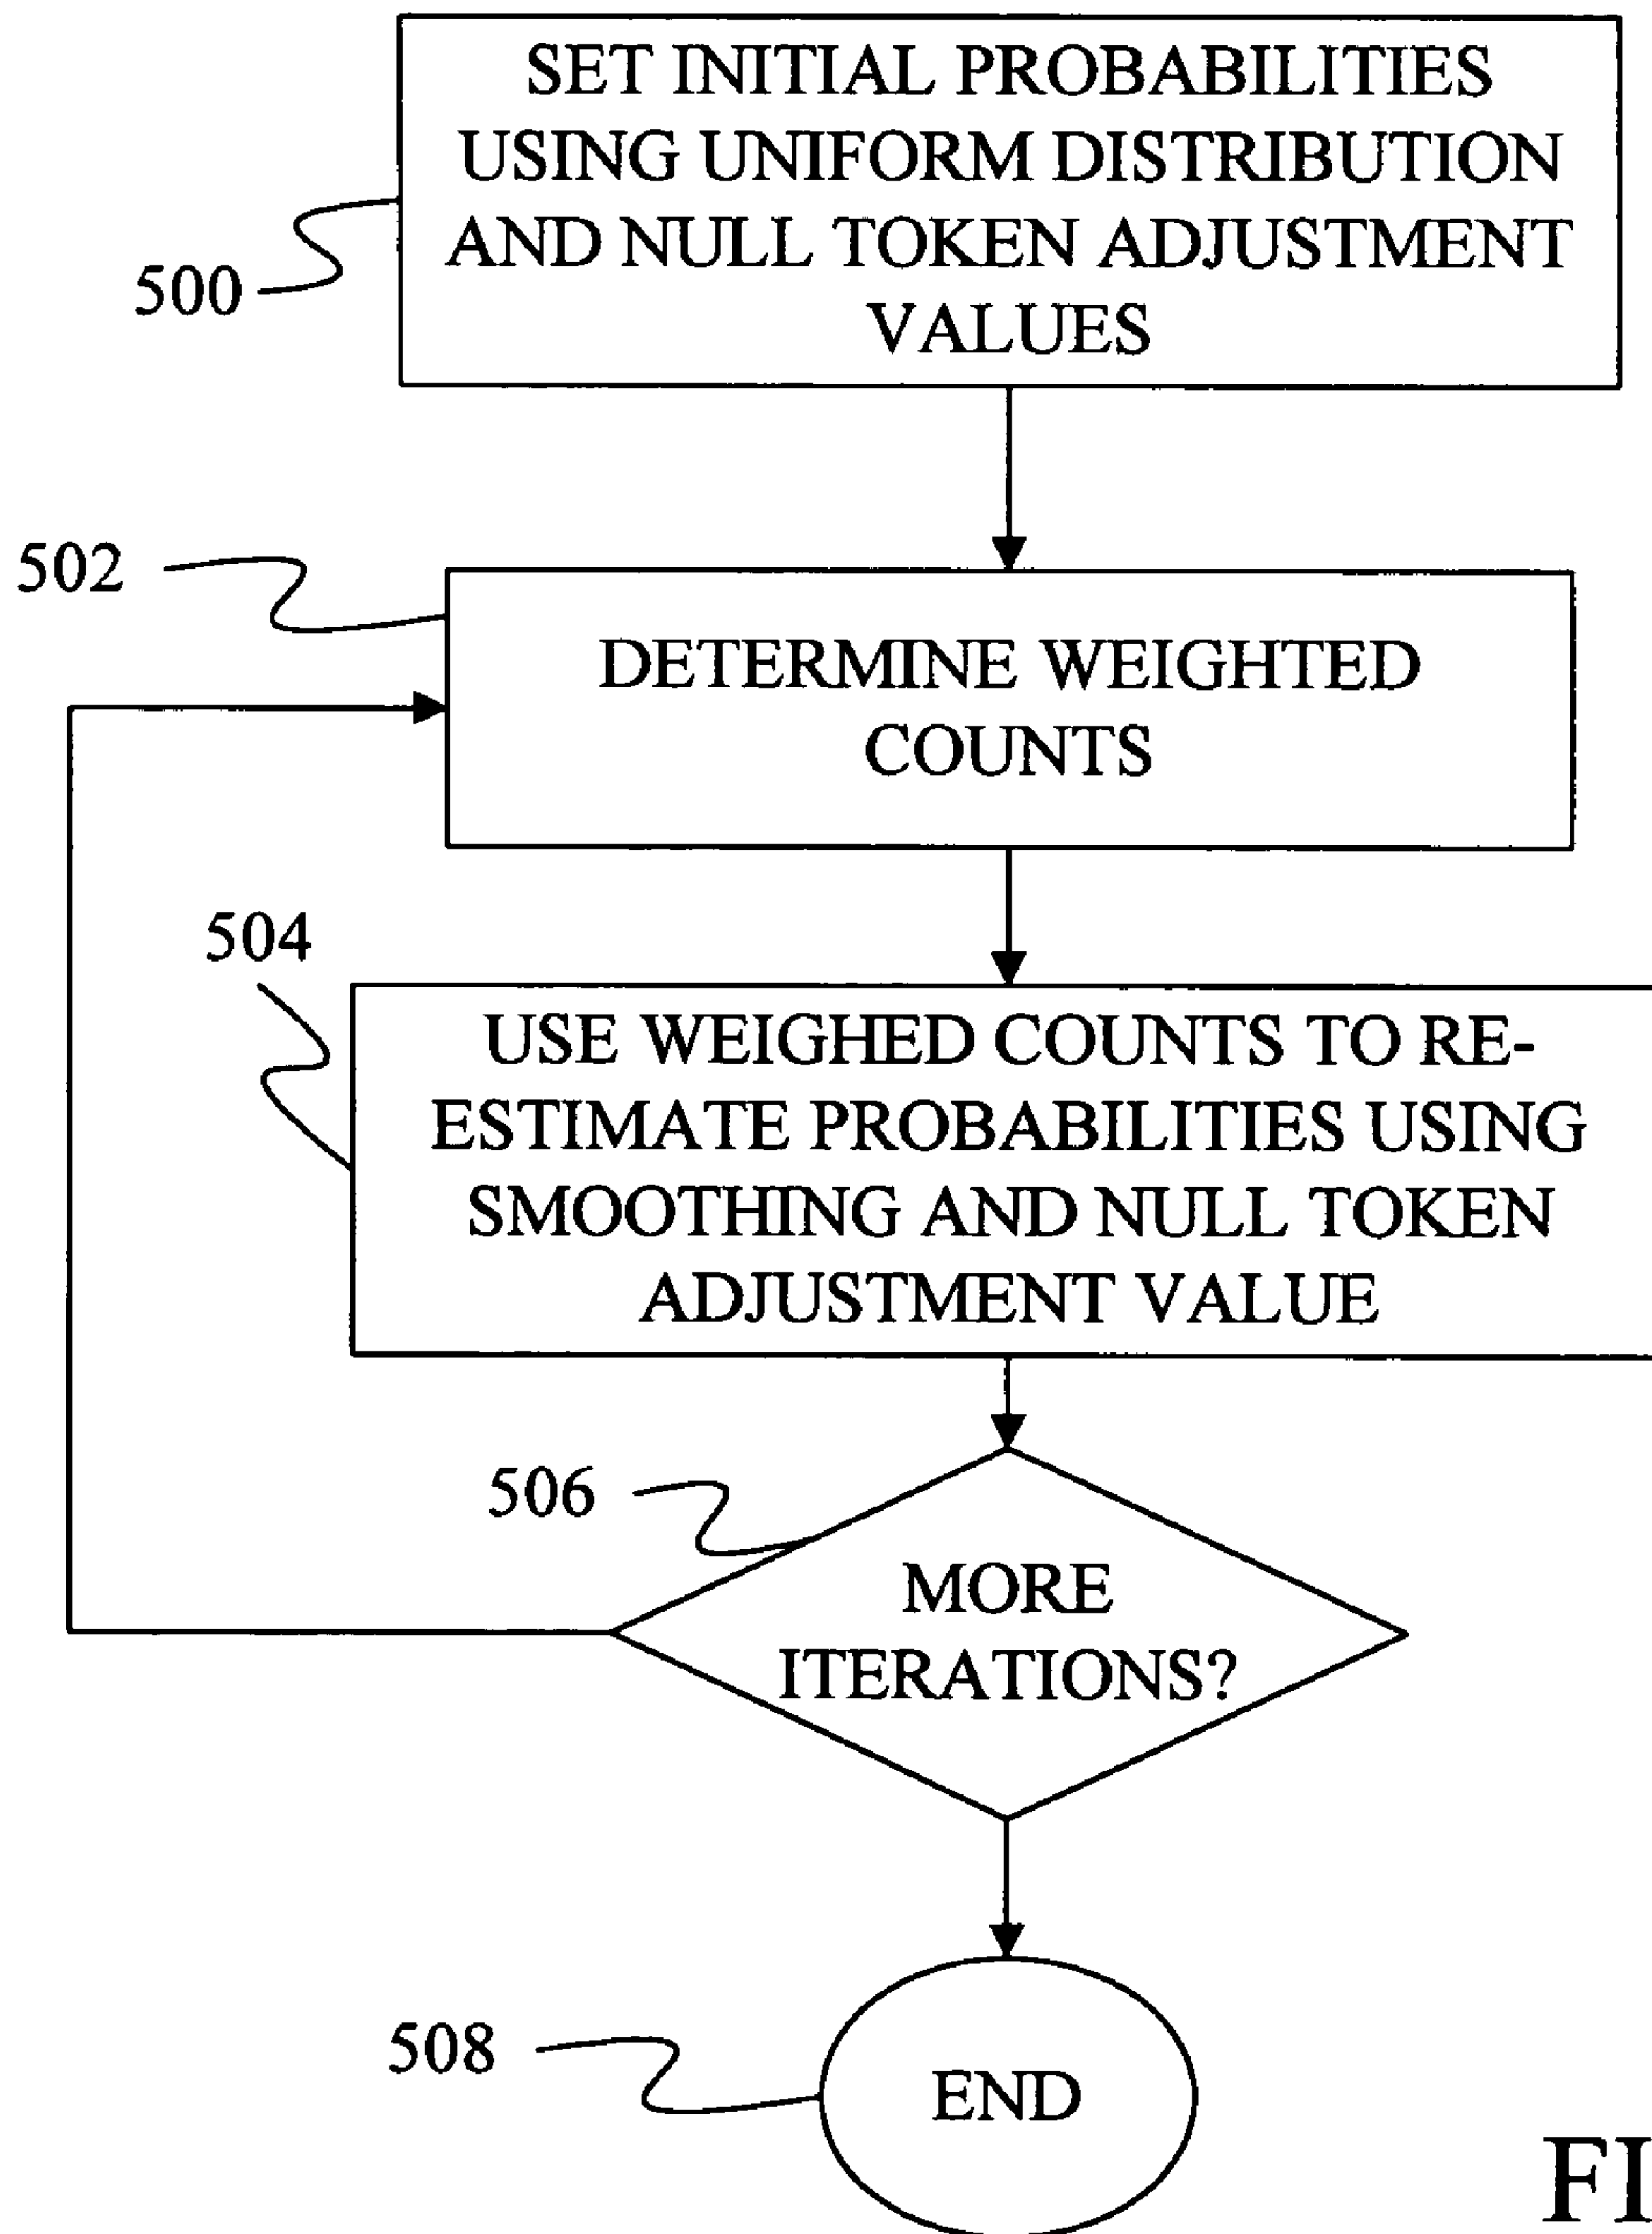 SET INITIAL PROBABILITIES
USING UNIFORM DISTRIBUTION
AND NULL TOKEN ADJUSTMENT
VALUES
500
502
DETERMINE WEIGHTED
COUNTS
504
USE WEIGHED COUNTS TO RE-
ESTIMATE PROBABILITIES USING
SMOOTHING AND NULL TOKEN
ADJUSTMENT VALUE
506
MORE
ITERATIONS?
508
END
FI